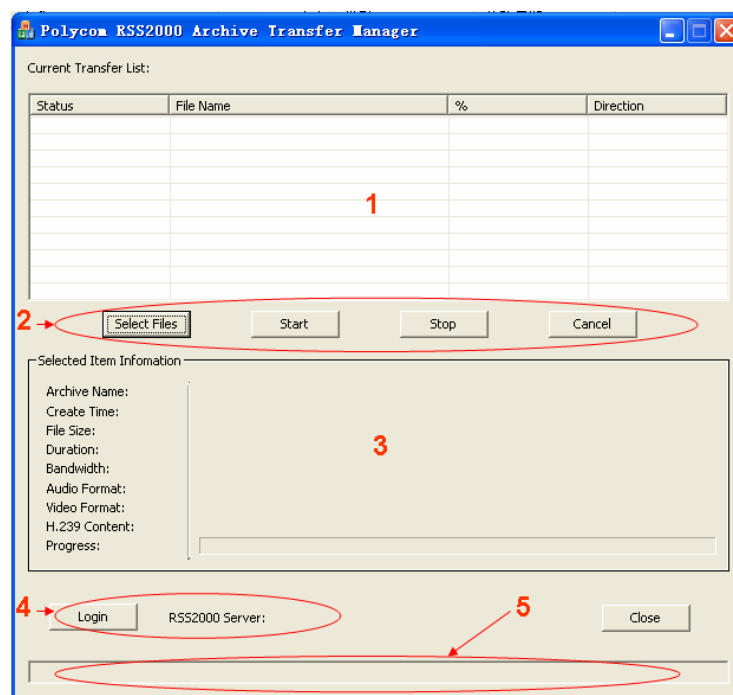 Polycom RSS2000 Archive Transfer Manager
Current Transfer List:
Status File Name % Direction
1
2 Select Files Start Stop Cancel
Selected Item Infomation
Archive Name:
Create Time:
File Size:
Duration:
Bandwidth:
Audio Format:
Video Format:
H.239 Content:
Progress:
3
4 Login RSS2000 Server: 5 Close